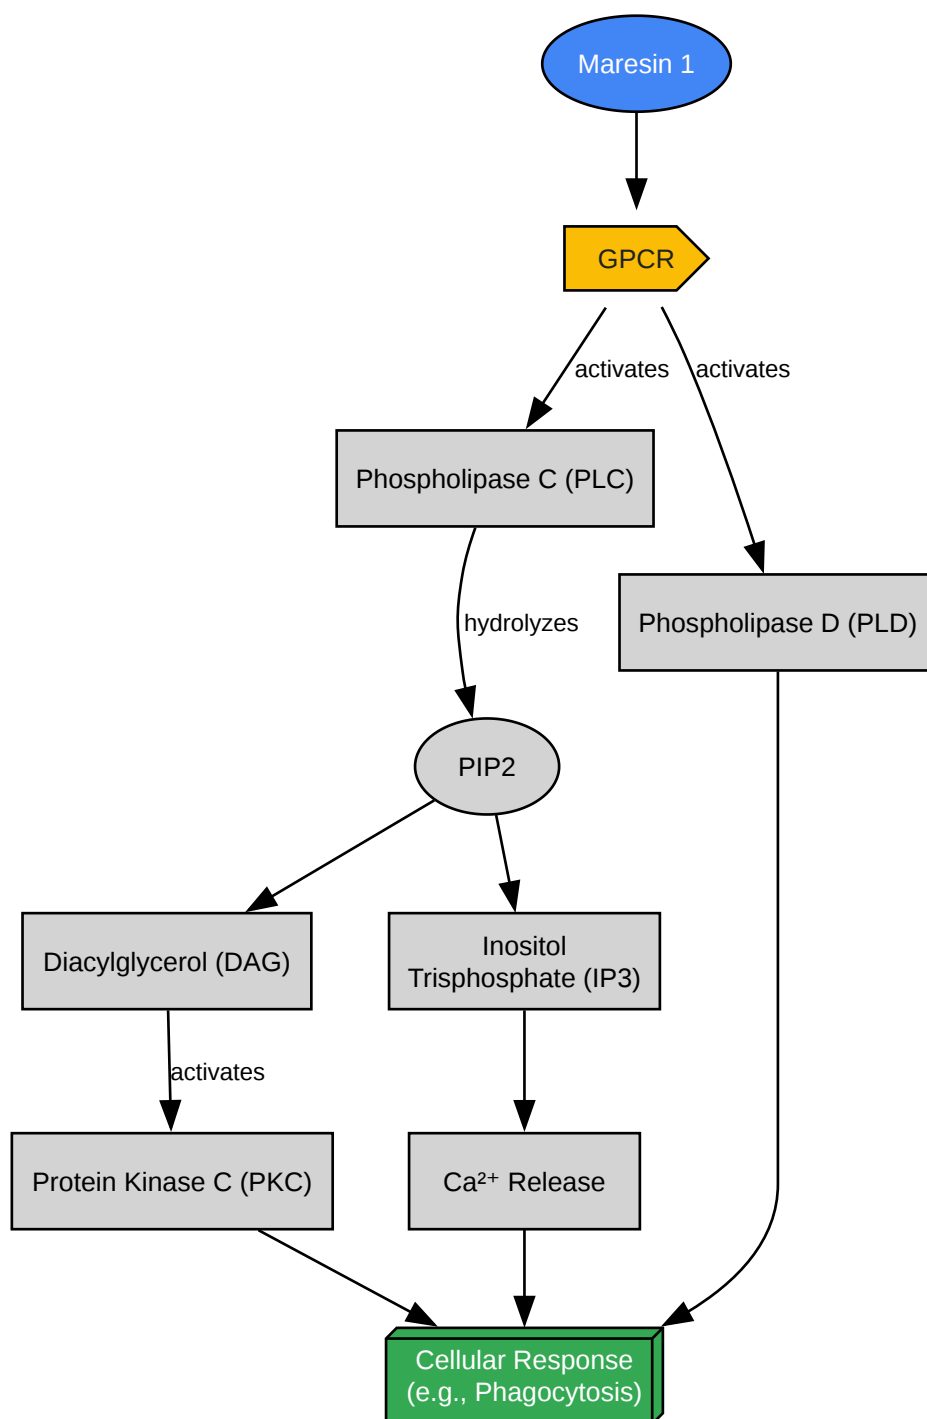 Maresin 1
GPCR
activates
activates
Phospholipase C (PLC)
hydrolyzes
Phospholipase D (PLD)
PIP2
Diacylglycerol (DAG)
Inositol
Trisphosphate (IP3)
activates
Protein Kinase C (PKC)
Ca²⁺ Release
Cellular Response
(e.g., Phagocytosis)